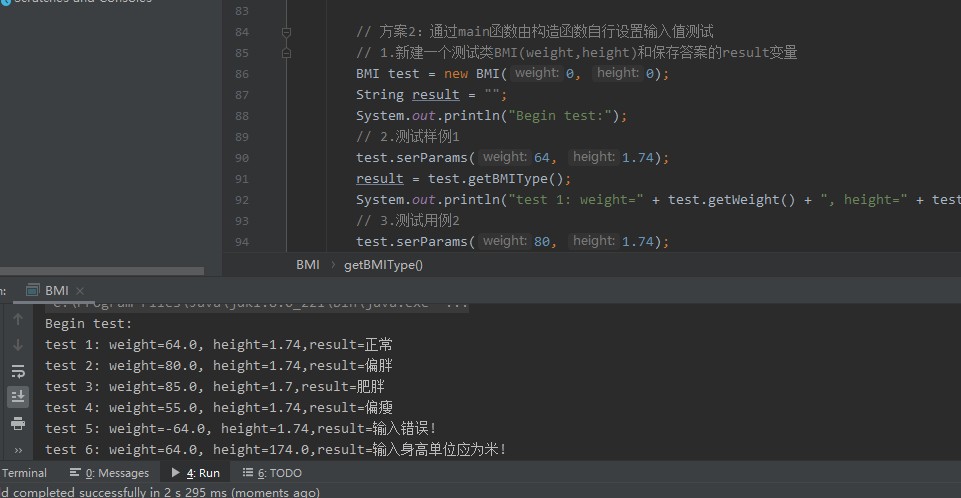 Scratches and Consoles
83
84 // 方案2: 通过main函数由构造函数自行设置输入值测试
85 // 1.新建一个测试类BMI(weight,height)和保存答案的result变量
86 BMI test = new BMI( weight: 0, height: 0);
87 String result = "";
88 System.out.println("Begin test:");
89 // 2.测试样例1
90 test.serParams( weight: 64, height: 1.74);
91 result = test.getBMIType();
92 System.out.println("test 1: weight=" + test.getWeight() + ", height=" + test
93 // 3.测试用例2
94 test.serParams( weight: 80, height: 1.74);
BMI › getBMIType()
n: BMI ×
Begin test:
test 1: weight=64.0, height=1.74,result=正常
test 2: weight=80.0, height=1.74,result=偏胖
test 3: weight=85.0, height=1.7,result=肥胖
test 4: weight=55.0, height=1.74,result=偏瘦
test 5: weight=-64.0, height=1.74,result=输入错误!
test 6: weight=64.0, height=174.0,result=输入身高单位应为米!
Terminal 0: Messages 4: Run 6: TODO
d completed successfully in 2 s 295 ms (moments ago)